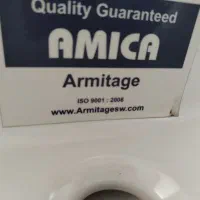 Quality Guaranteed
AMICA
Armitage
ISO 9001 : 2008
www.Armitagesw.com